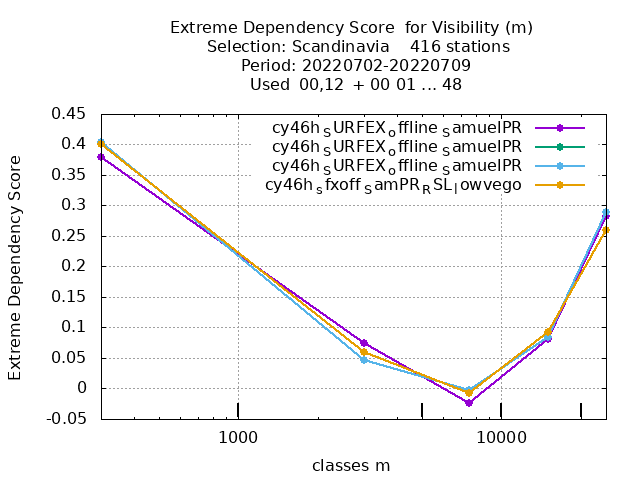 Extreme Dependency Score for Visibility (m)
Selection: Scandinavia 416 stations
Period: 20220702-20220709
Used 00,12 + 00 01 ... 48
cy46h_SURFEX_offline_SamuelPR
cy46h_SURFEX_offline_SamuelPR
cy46h_SURFEX_offline_SamuelPR
cy46h_sfxoff_SamPR_RSL_lowvego
Extreme Dependency Score
0.45
0.4
0.35
0.3
0.25
0.2
0.15
0.1
0.05
0
-0.05
1000 10000
classes m